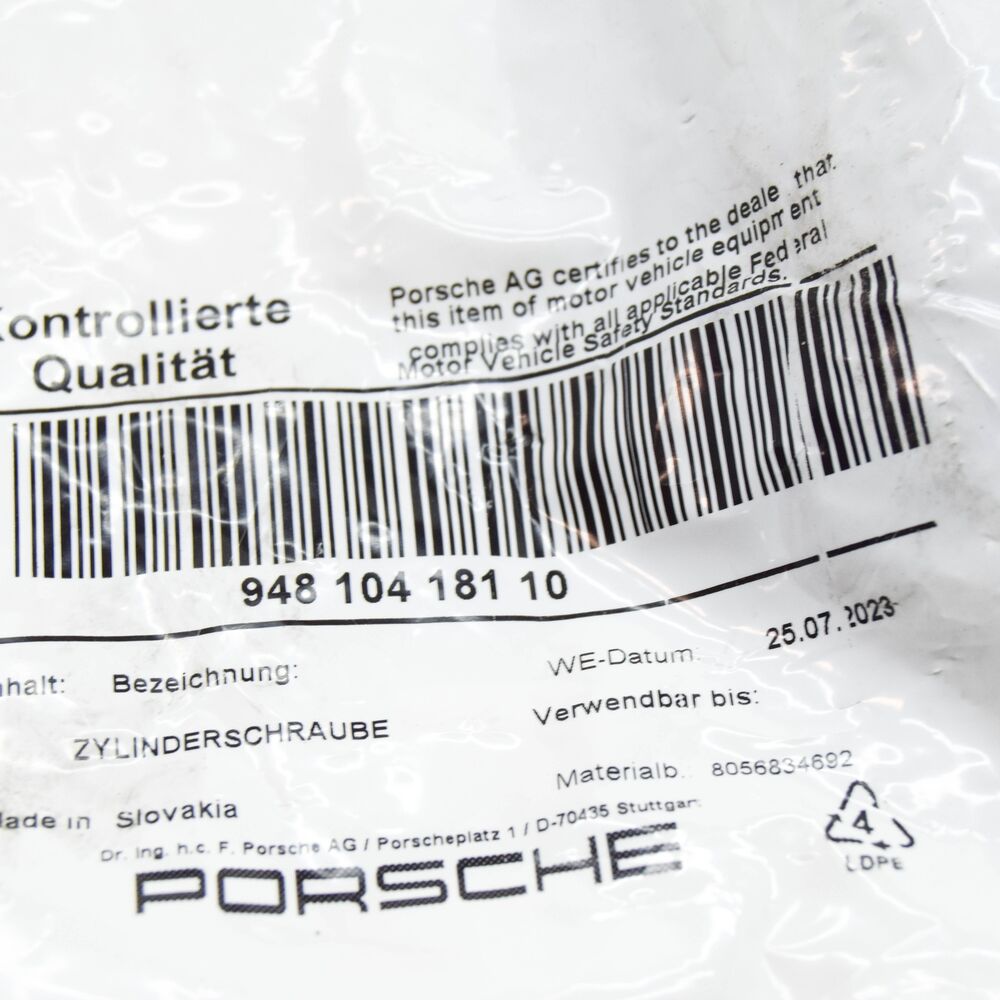 Kontrollierte
Qualität
Porsche AG certifies to the dealer that
this item of motor vehicle equipment
complies with all applicable Federal
Motor Vehicle Safety Standards.
948 104 181 10
Inhalt: Bezeichnung:
WE-Datum: 25.07.2023
ZYLINDERSCHRAUBE
Verwendbar bis:
Materialb.: 8056834692
Made in Slovakia
Dr. Ing. h.c. F. Porsche AG / Porscheplatz 1 / D-70435 Stuttgart
PORSCHE
4
LDPE